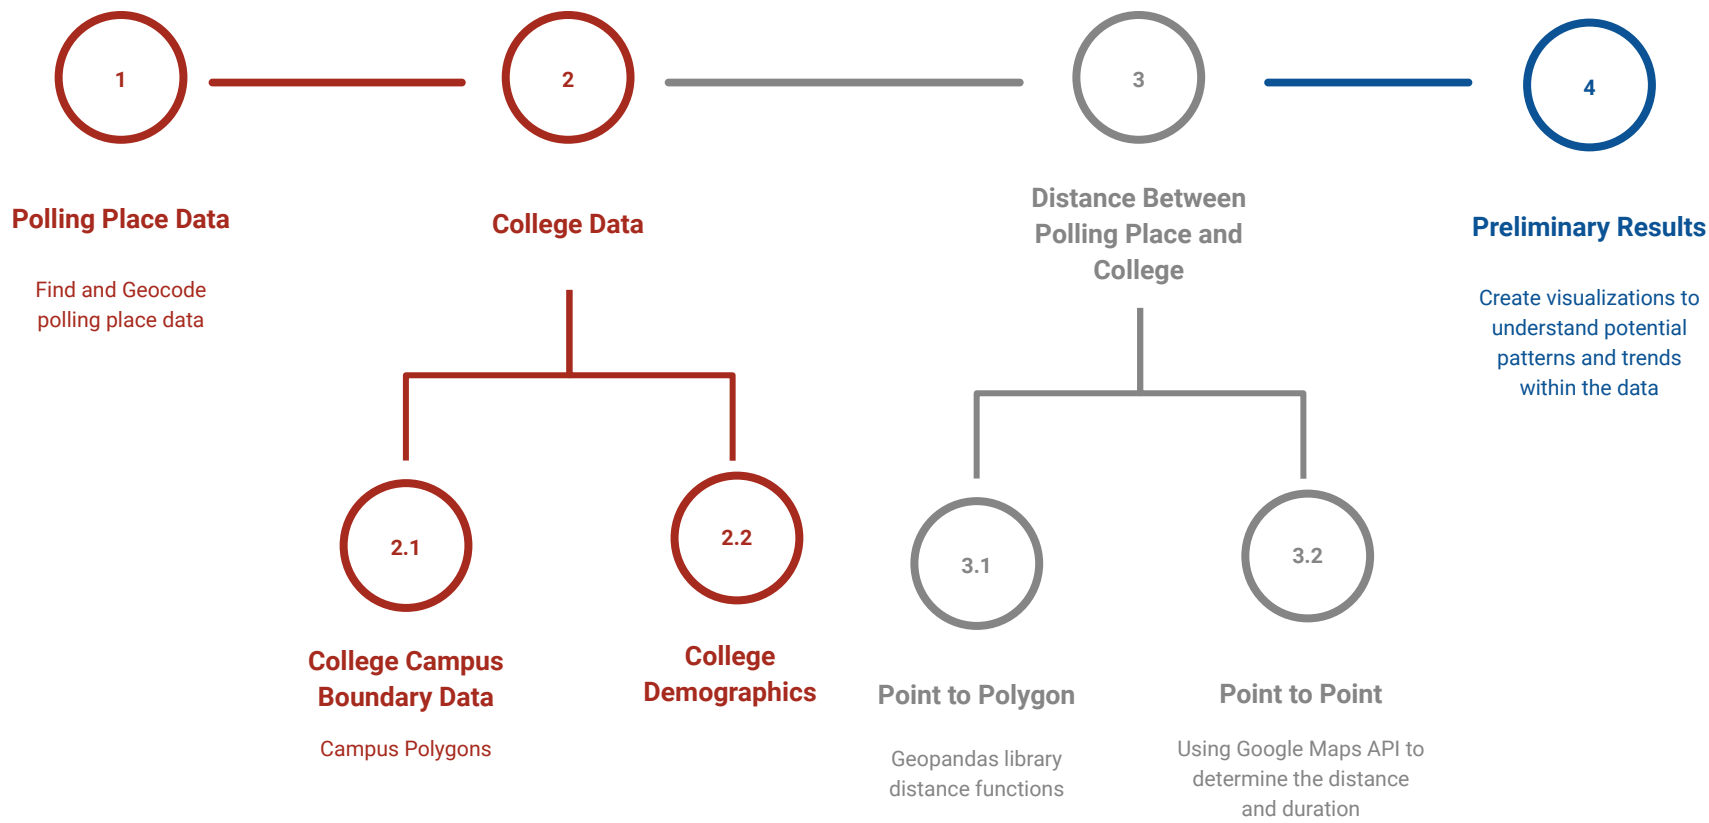 1
2
3
4
Polling Place Data
Find and Geocode
polling place data
College Data
2.1
College Campus
Boundary Data
Campus Polygons
2.2
College
Demographics
Distance Between
Polling Place and
College
3.1
Point to Polygon
Geopandas library
distance functions
3.2
Point to Point
Using Google Maps API to
determine the distance
and duration
Preliminary Results
Create visualizations to
understand potential
patterns and trends
within the data